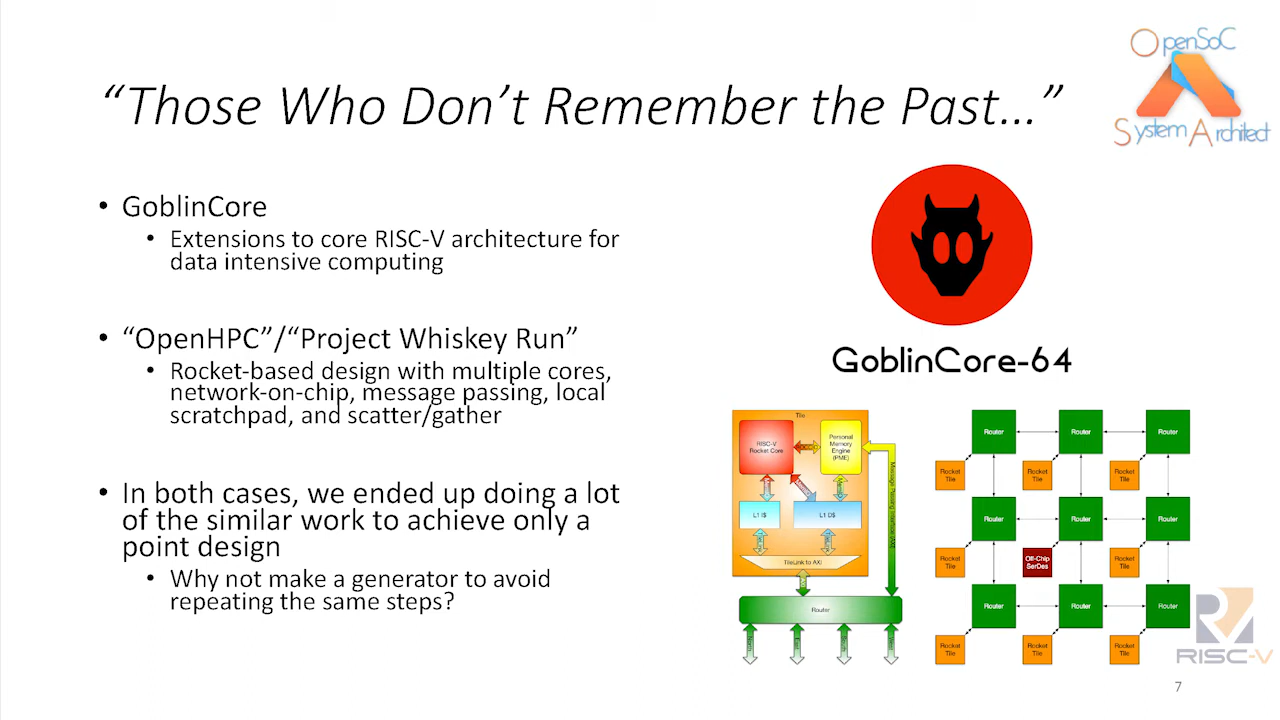 OpenSoC
System Architect
“Those Who Don’t Remember the Past…”
• GoblinCore
• Extensions to core RISC-V architecture for
data intensive computing
• “OpenHPC”/“Project Whiskey Run”
• Rocket-based design with multiple cores,
network-on-chip, message passing, local
scratchpad, and scatter/gather
• In both cases, we ended up doing a lot
of the similar work to achieve only a
point design
• Why not make a generator to avoid
repeating the same steps?
GoblinCore-64
Tile
RISC-V
Rocket Core
Personal
Memory
Engine
(PME)
L1 I$
L1 D$
TileLink to AXI
Router
North
East
South
West
Router
Router
Router
Rocket
Tile
Rocket
Tile
Rocket
Tile
Router
Router
Router
Rocket
Tile
Off-Chip
SerDes
Rocket
Tile
Router
Router
Router
Rocket
Tile
Rocket
Tile
Rocket
Tile
RISC-V
7